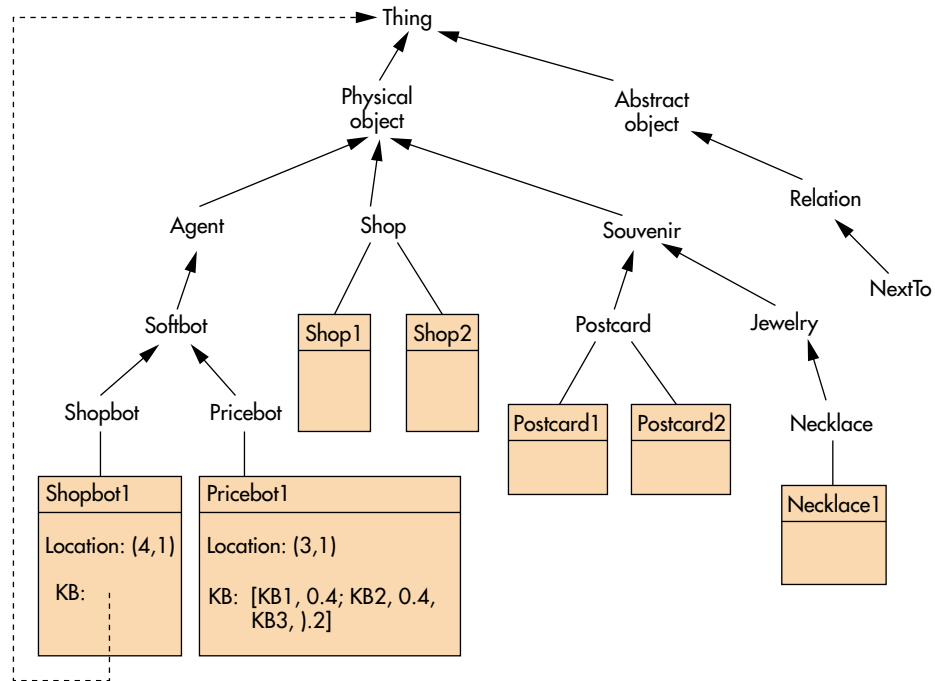 Thing
Physical
object
Abstract
object
Relation
NextTo
Agent
Shop
Souvenir
Softbot
Shop1
Shop2
Postcard
Jewelry
Shopbot
Pricebot
Postcard1
Postcard2
Necklace
Shopbot1
Location: (4,1)
KB:
Pricebot1
Location: (3,1)
KB: [KB1, 0.4; KB2, 0.4,
KB3, ).2]
Necklace1